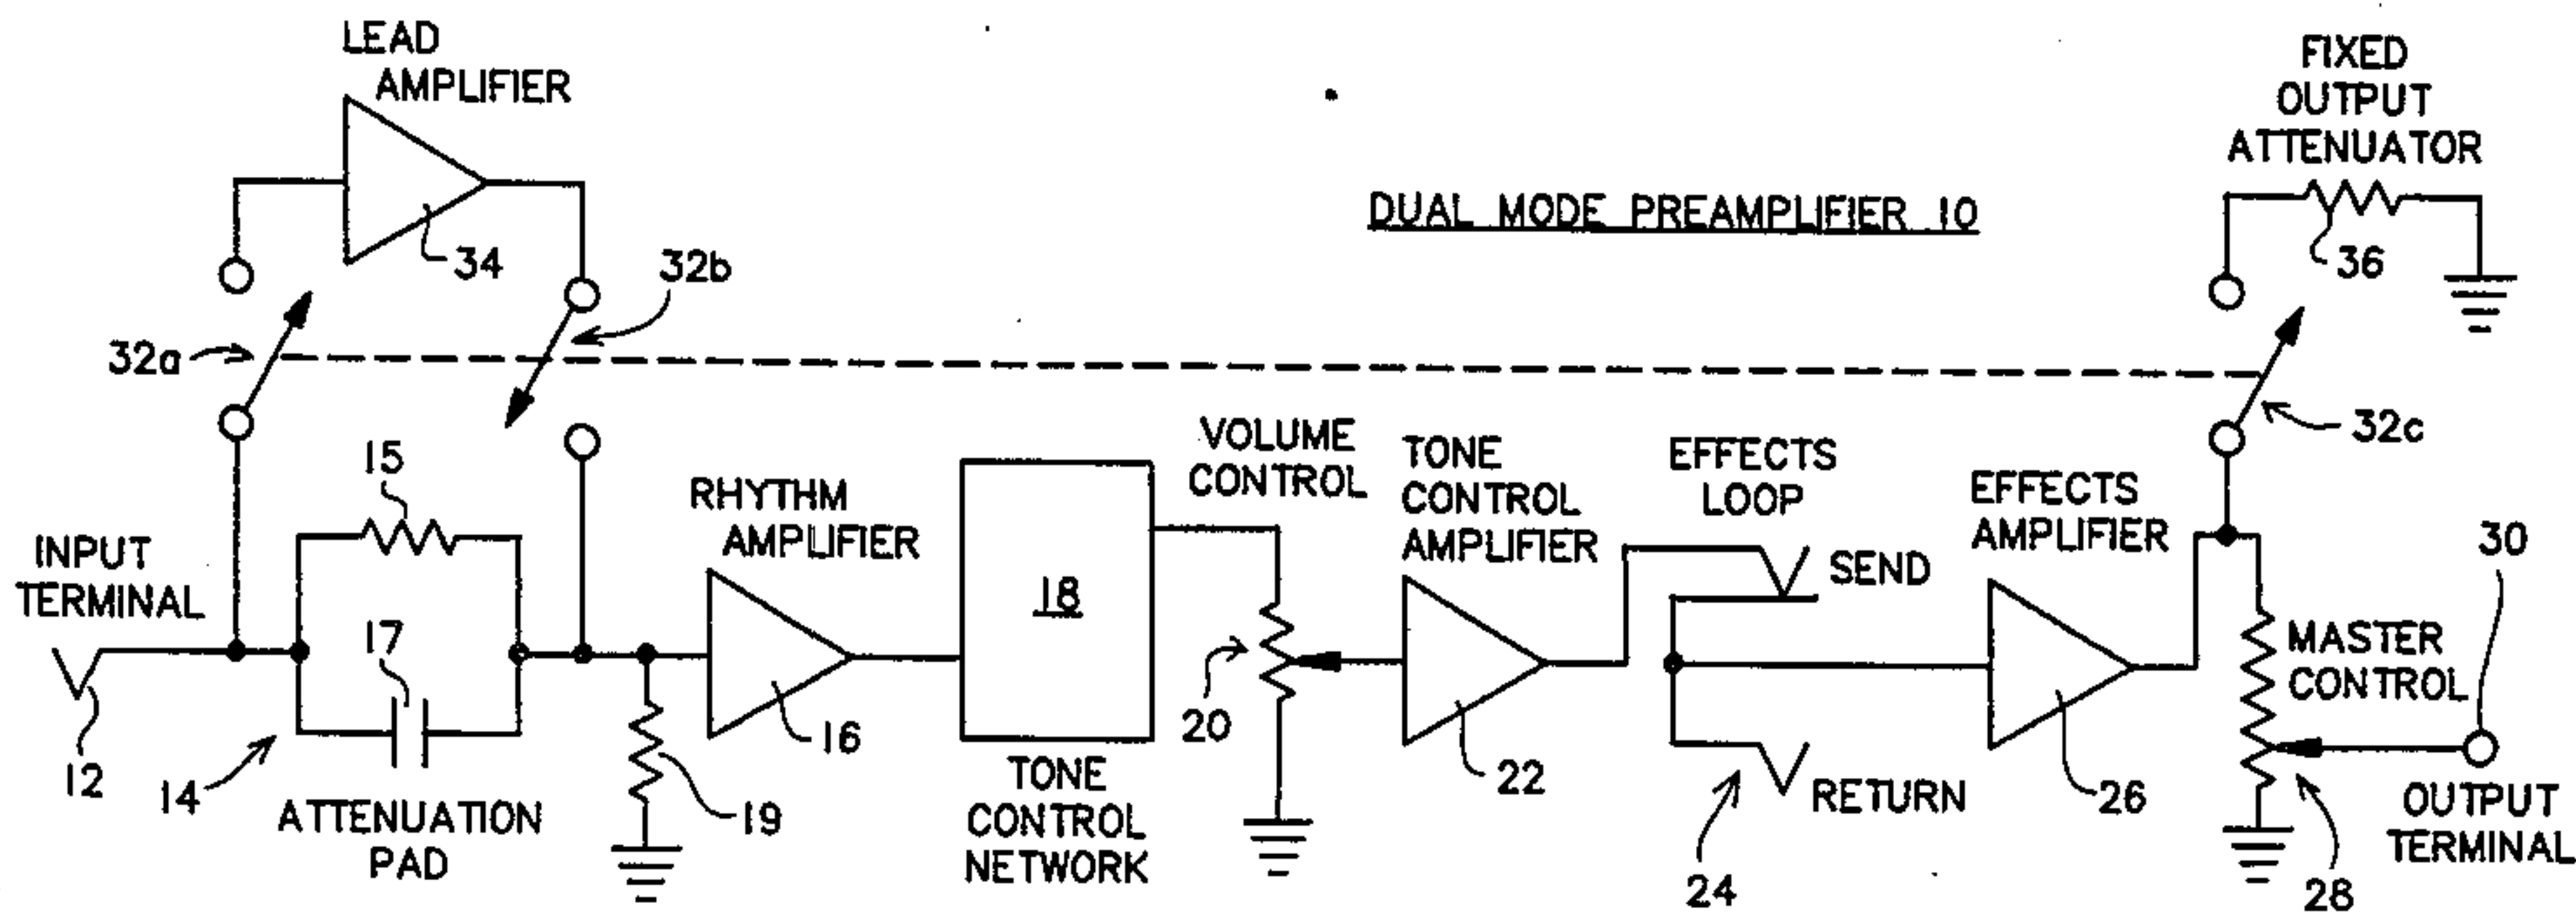 LEAD
AMPLIFIER
34
32a
32b
DUAL MODE PREAMPLIFIER 10
FIXED
OUTPUT
ATTENUATOR
36
32c
INPUT
TERMINAL
12
14
15
17
ATTENUATION
PAD
19
RHYTHM
AMPLIFIER
16
18
TONE
CONTROL
NETWORK
VOLUME
CONTROL
20
TONE
CONTROL
AMPLIFIER
22
EFFECTS
LOOP
SEND
RETURN
24
EFFECTS
AMPLIFIER
26
MASTER
CONTROL
28
30
OUTPUT
TERMINAL